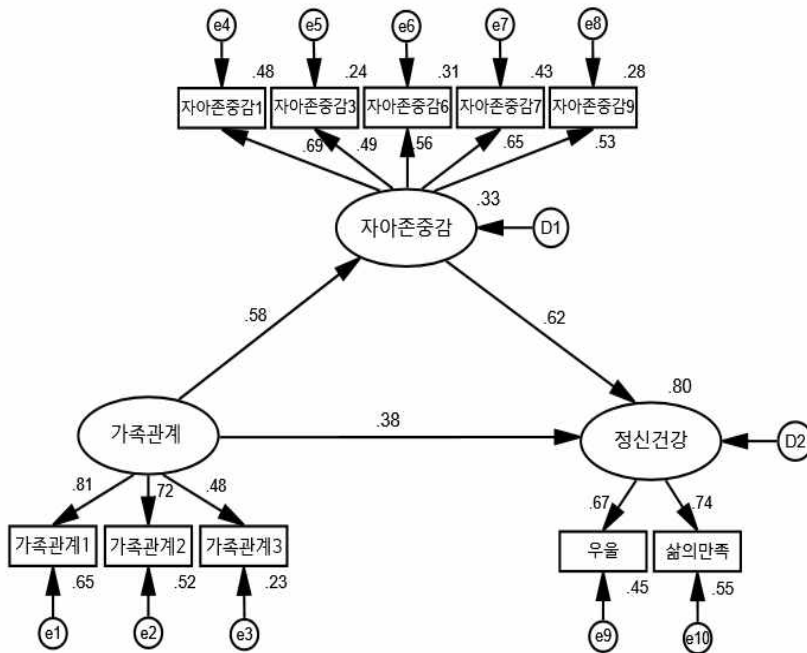 e4 e5 e6 e7 e8
.48 .24 .31 .43 .28
자아존중감1 자아존중감3 자아존중감6 자아존중감7 자아존중감9
.69 .49 .56 .65 .53
.33
자아존중감 D1
.58 .62
.80
가족관계 .38 정신건강 D2
.81 .72 .48 .67 .74
가족관계1 가족관계2 가족관계3 우울 삶의만족
.65 .52 .23 .45 .55
e1 e2 e3 e9 e10